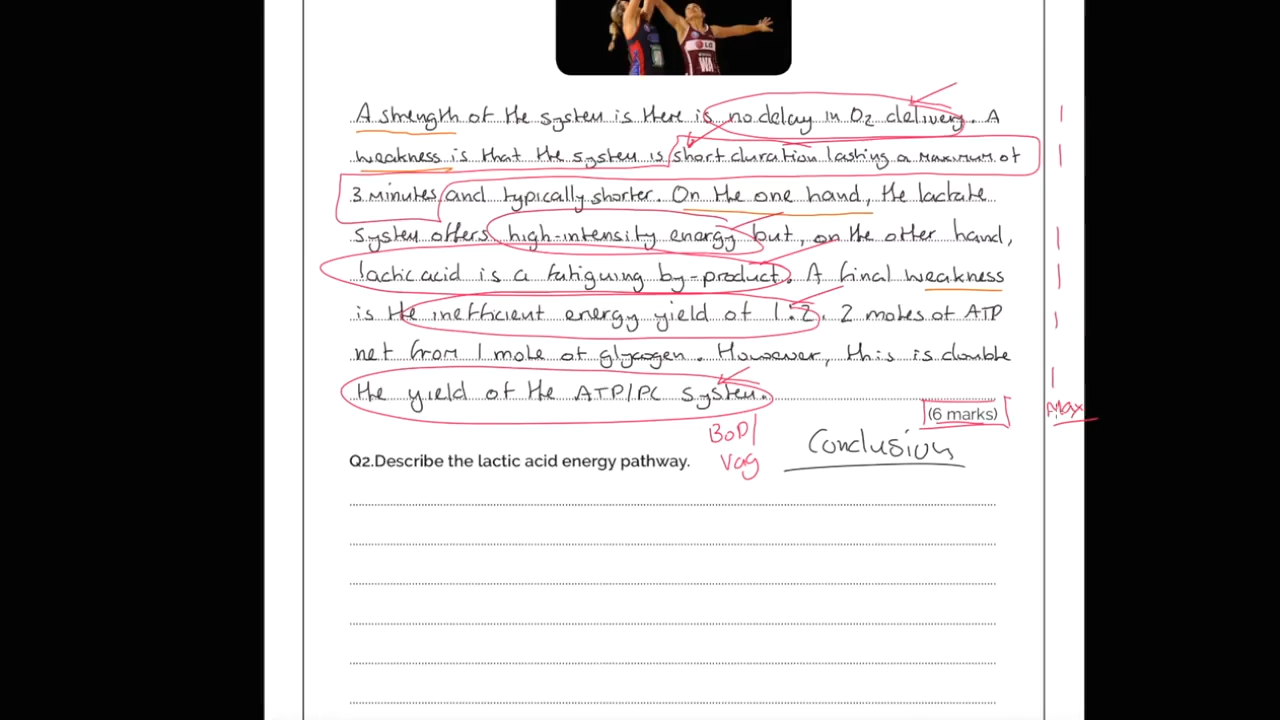 LG
WA
A strength of the system is there is no delay in O2 delivery. A
weakness is that the system is short duration lasting a maximum of
3 minutes and typically shorter. On the one hand, the lactate
system offers high-intensity energy but, on the other hand,
lactic acid is a fatiguing by-product. A final weakness
is the inefficient energy yield of 1:2. 2 moles of ATP
net from 1 mole of glycogen. However, this is double
the yield of the ATP/PC system.
(6 marks)
Max
BOD/
Vag
Conclusion
Q2.Describe the lactic acid energy pathway.